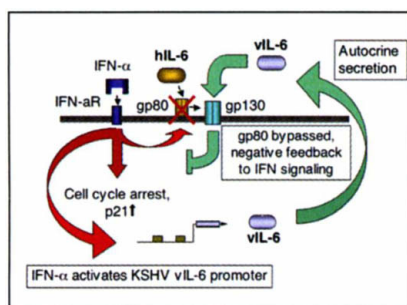 vIL-6
hIL-6
Autocrine
secretion
IFN-α
IFN-aR
gp80
gp130
gp80 bypassed,
negative feedback
to IFN signaling
Cell cycle arrest,
p21↑
vIL-6
IFN-α activates KSHV vIL-6 promoter